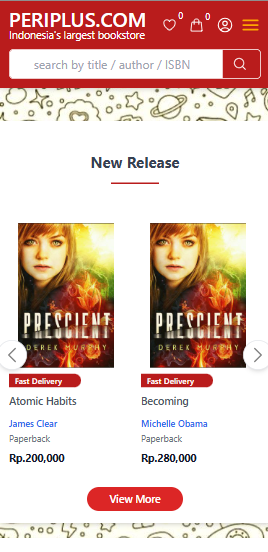 PERIPLUS.COM
Indonesia's largest bookstore
0
0
search by title / author / ISBN
New Release
PRESCIENT
DEREK MURPHY
PRESCIENT
DEREK MURPHY
Fast Delivery
Fast Delivery
Atomic Habits
Becoming
James Clear
Michelle Obama
Paperback
Paperback
Rp.200,000
Rp.280,000
View More